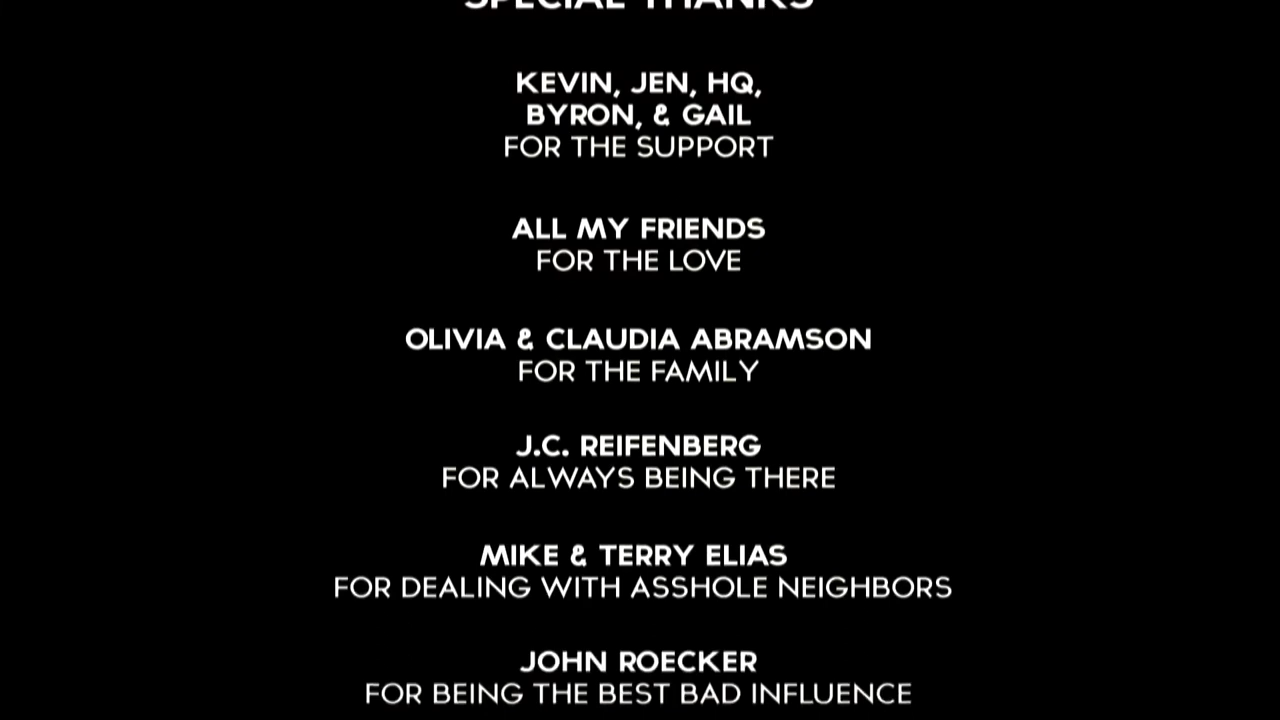 SPECIAL THANKS
KEVIN, JEN, HQ,
BYRON, & GAIL
FOR THE SUPPORT
ALL MY FRIENDS
FOR THE LOVE
OLIVIA & CLAUDIA ABRAMSON
FOR THE FAMILY
J.C. REIFENBERG
FOR ALWAYS BEING THERE
MIKE & TERRY ELIAS
FOR DEALING WITH ASSHOLE NEIGHBORS
JOHN ROECKER
FOR BEING THE BEST BAD INFLUENCE